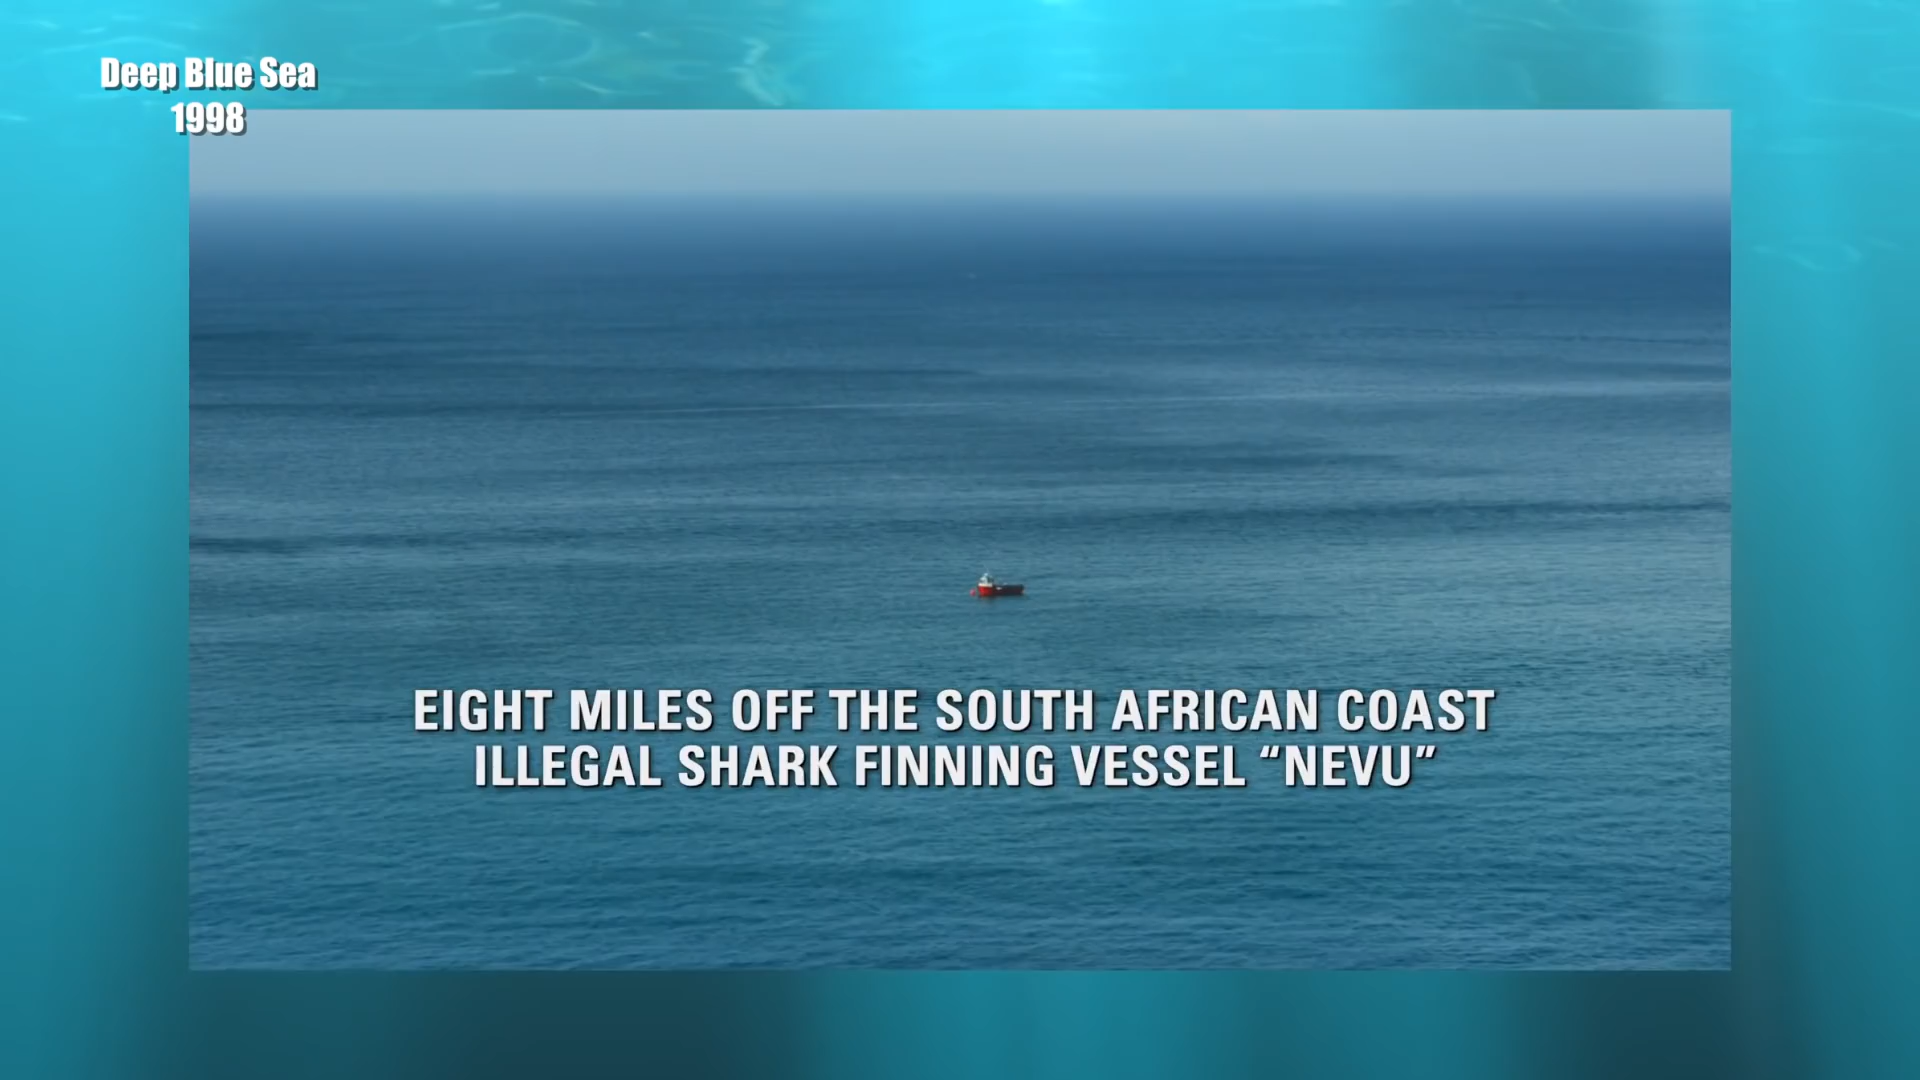 Deep Blue Sea
1998
EIGHT MILES OFF THE SOUTH AFRICAN COAST
ILLEGAL SHARK FINNING VESSEL “NEVU”